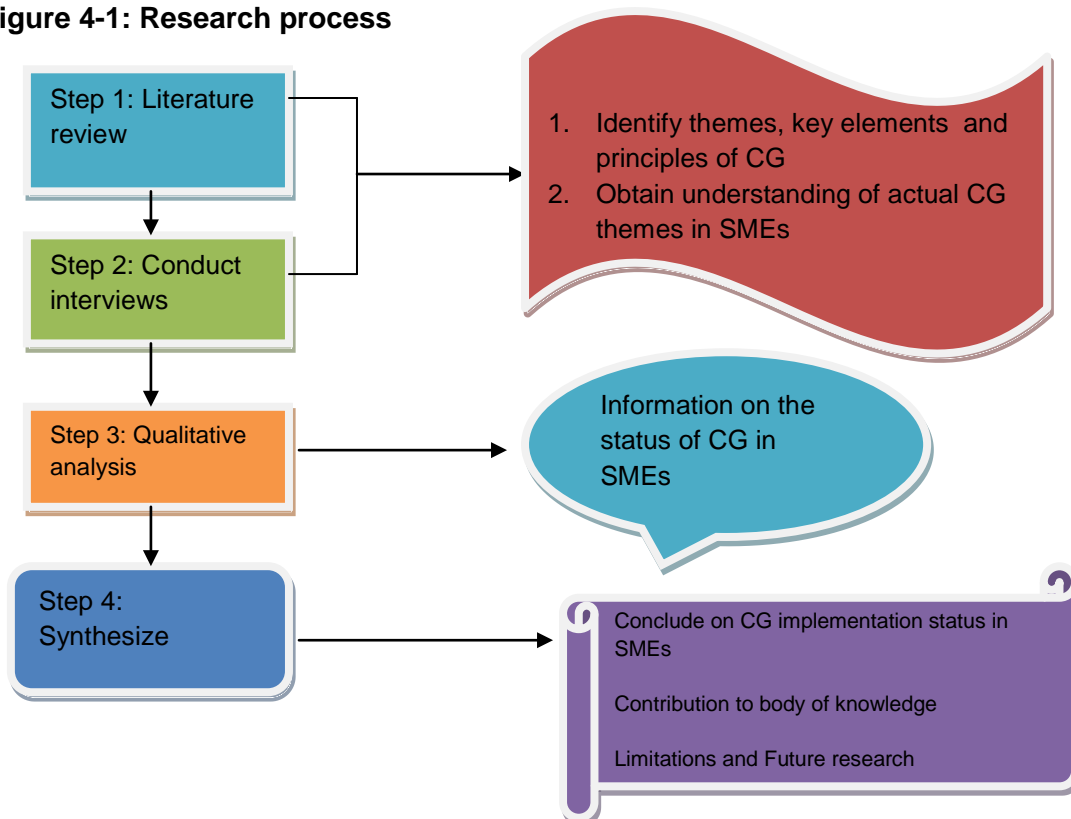 igure 4-1: Research process
Step 1: Literature
review
1. Identify themes, key elements and
principles of CG
2. Obtain understanding of actual CG
themes in SMEs
Step 2: Conduct
interviews
Step 3: Qualitative
analysis
Information on the
status of CG in
SMEs
Step 4:
Synthesize
Conclude on CG implementation status in
SMEs
Contribution to body of knowledge
Limitations and Future research